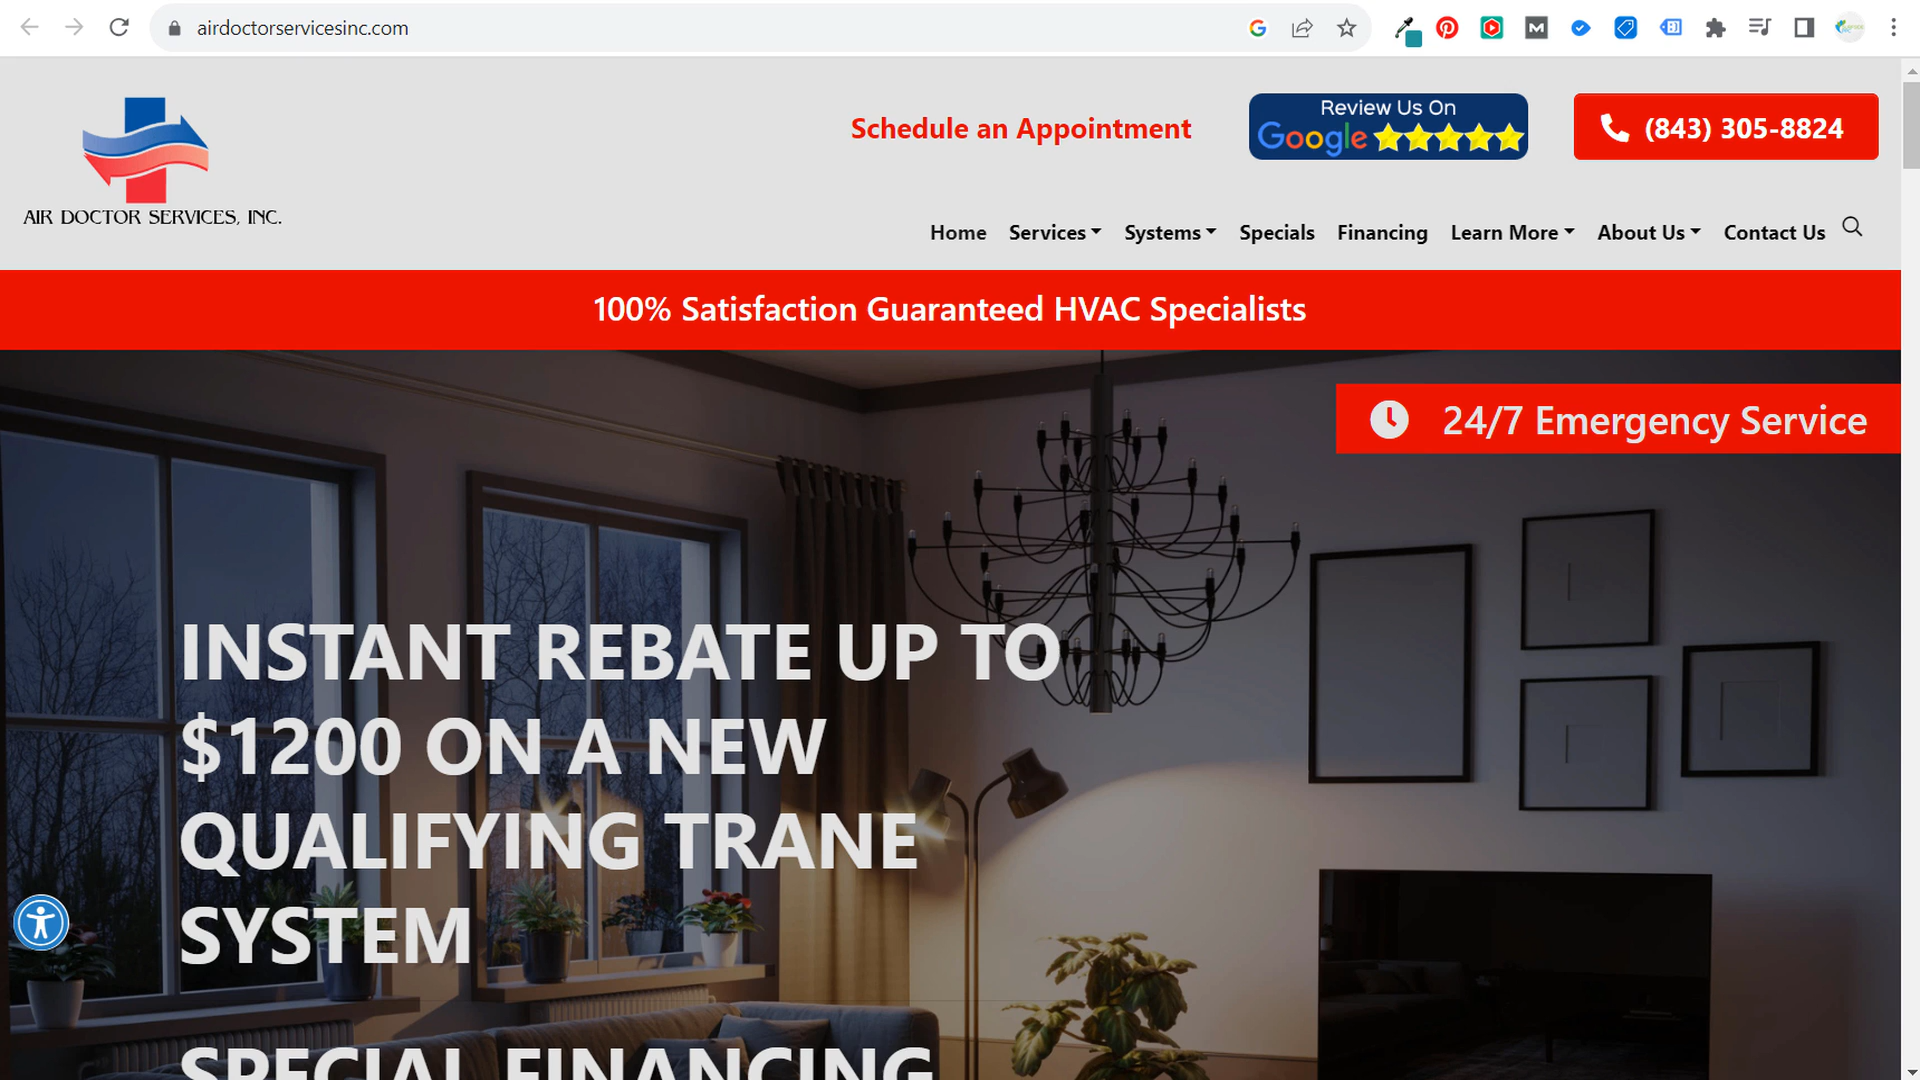 airdoctorservicesinc.com
AIR DOCTOR SERVICES, INC.
Schedule an Appointment
Review Us On
Google
(843) 305-8824
Home Services Systems Specials Financing Learn More About Us Contact Us
100% Satisfaction Guaranteed HVAC Specialists
24/7 Emergency Service
INSTANT REBATE UP TO
$1200 ON A NEW
QUALIFYING TRANE
SYSTEM
SPECIAL FINANCING